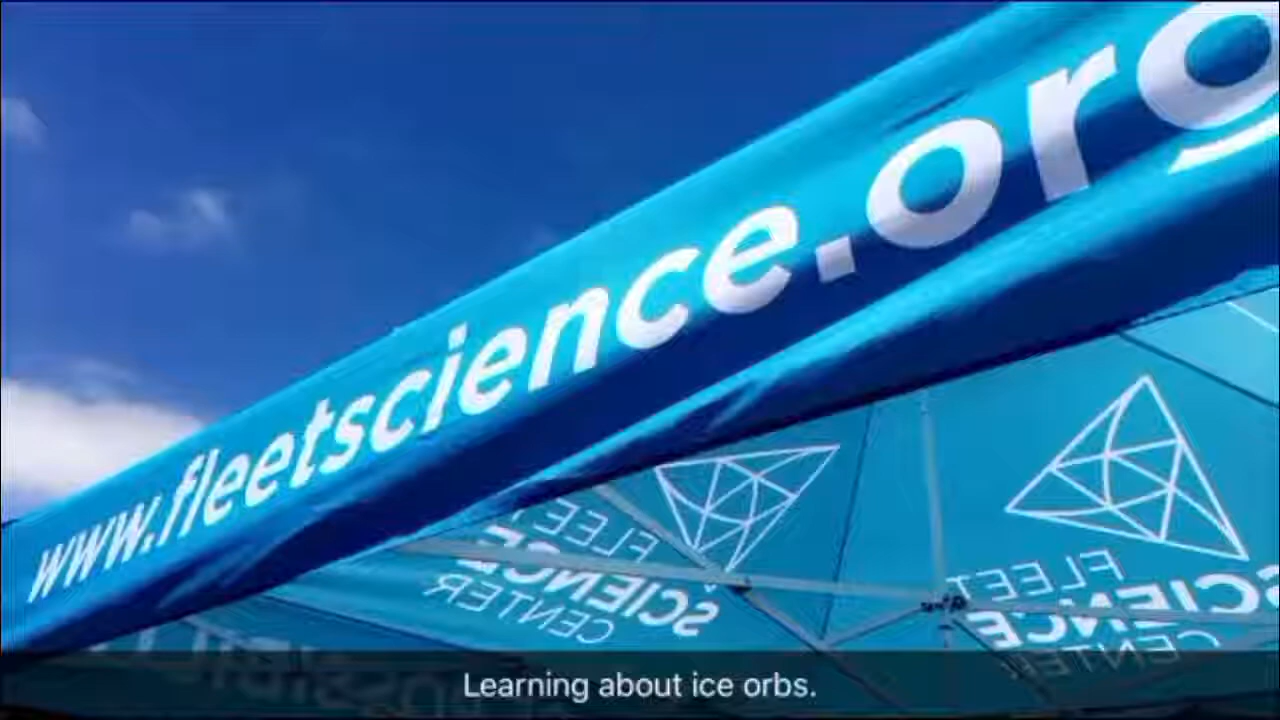 www.fleetscience.org
FLEET
SCIENCE
CENTER
FLEET
SCIENCE
CENTER
Learning about ice orbs.